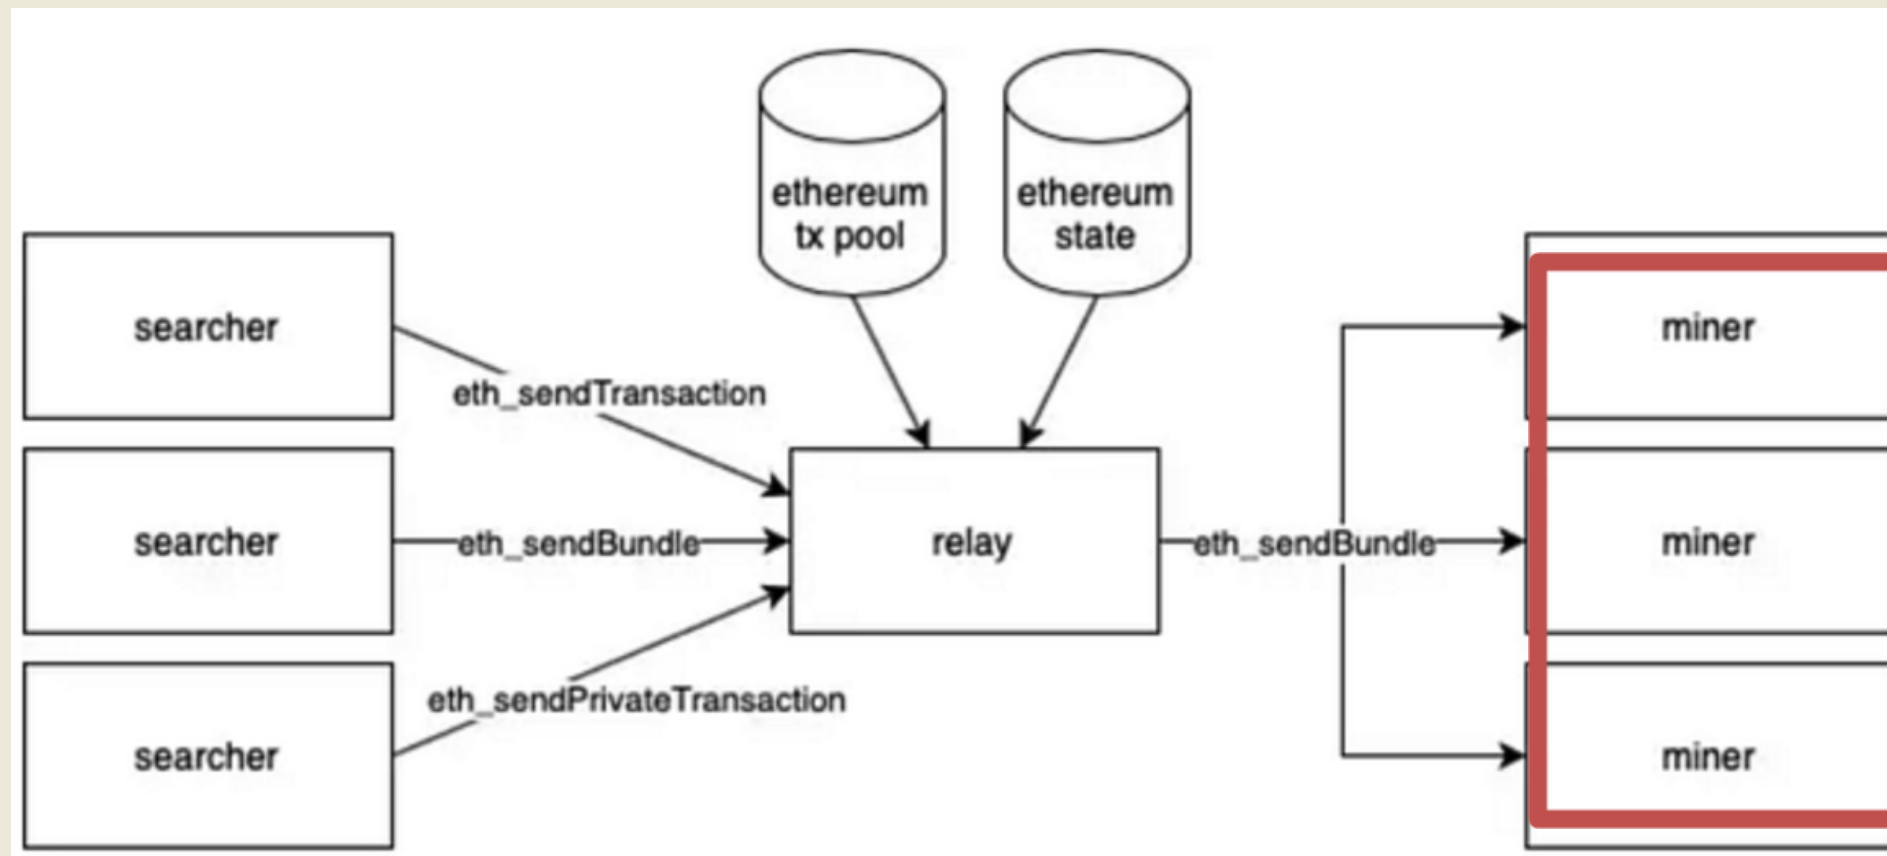 ethereum
tx pool
ethereum
state
searcher
miner
eth_sendTransaction
searcher
eth_sendBundle
relay
eth_sendBundle
miner
eth_sendPrivateTransaction
searcher
miner